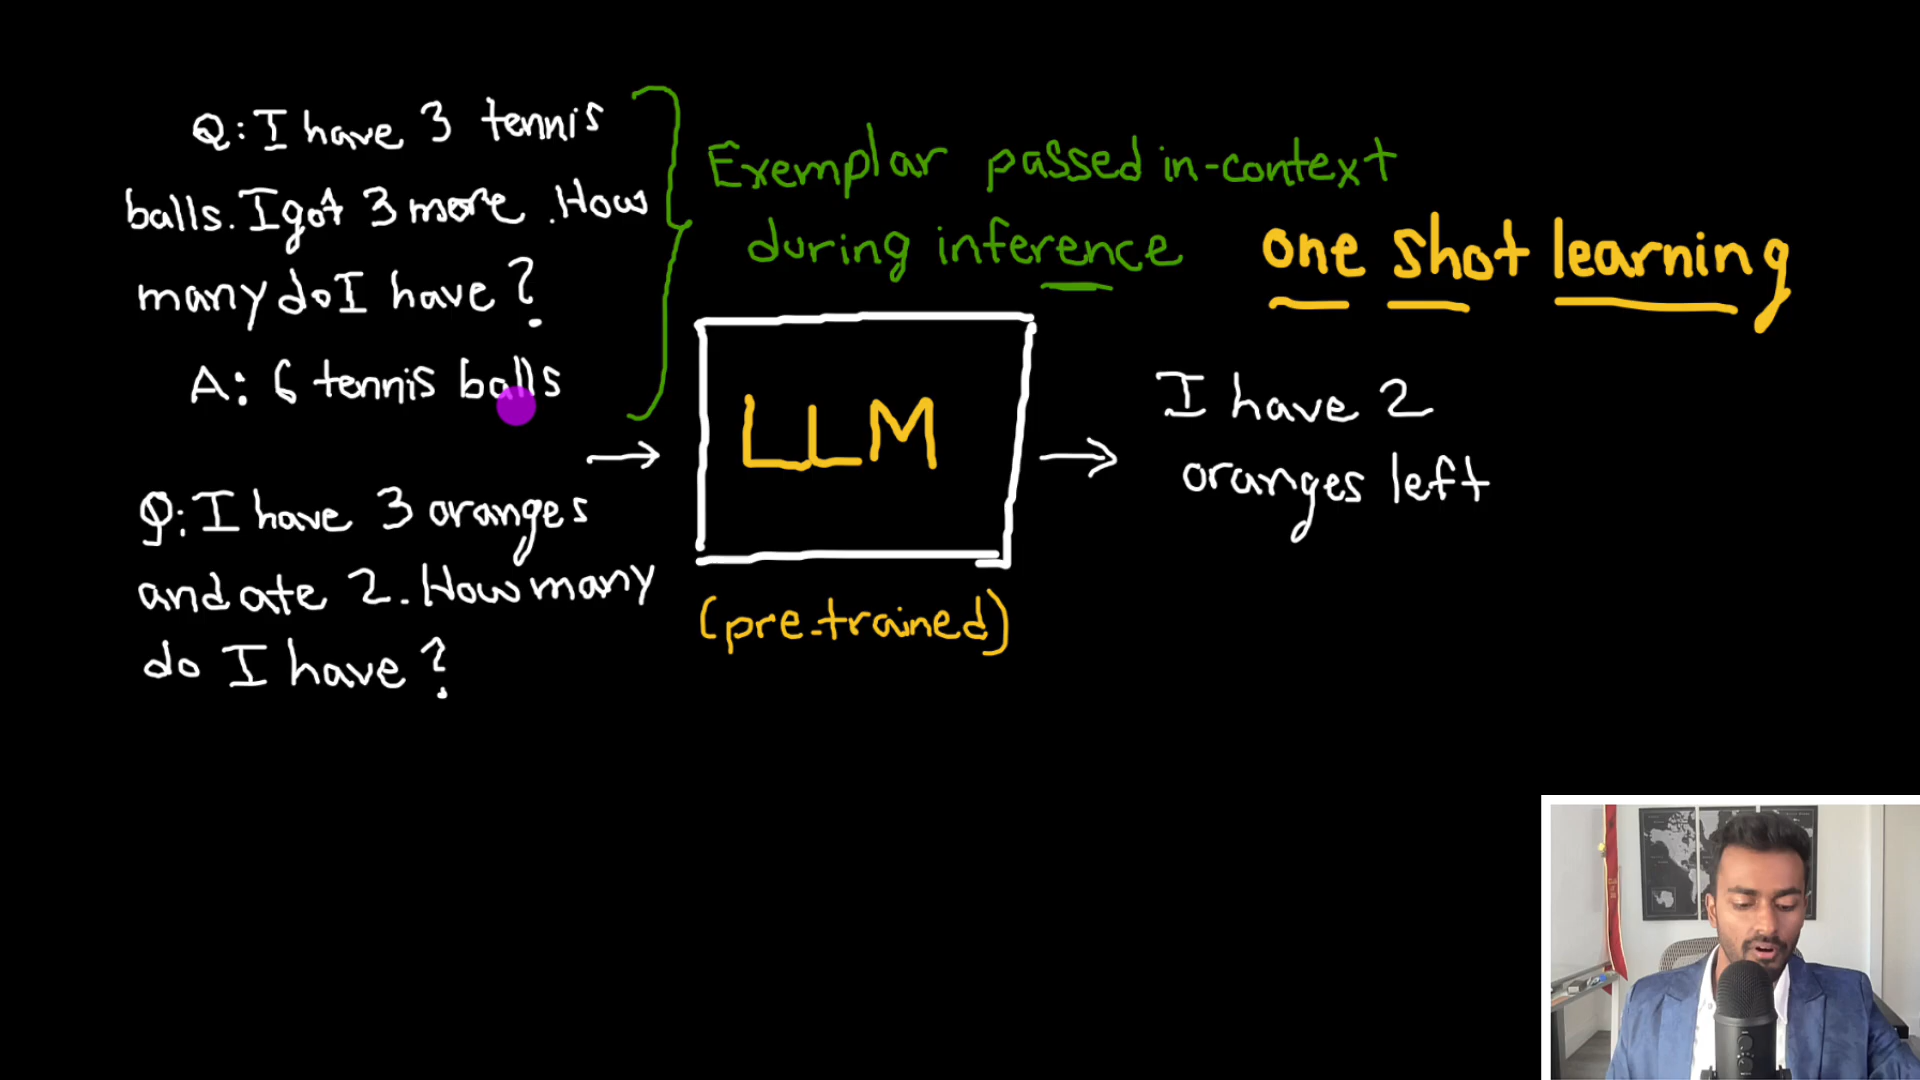 Q: I have 3 tennis
balls. I got 3 more. How
many do I have?
A: 6 tennis balls
Q: I have 3 oranges
and ate 2. How many
do I have?
Exemplar passed in-context
during inference
one shot learning
LLM
(pre-trained)
I have 2
oranges left